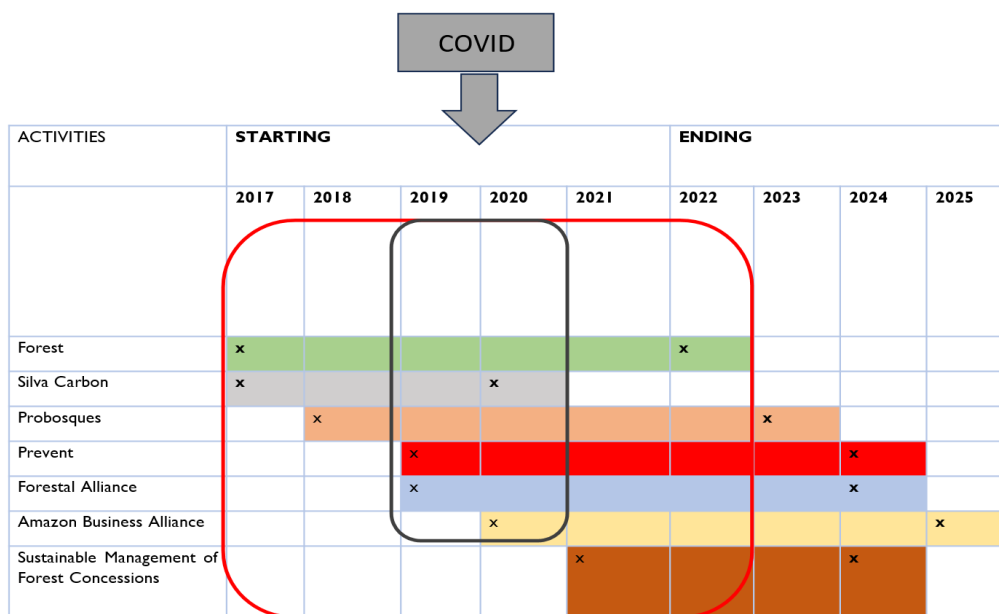 COVID
ACTIVITIES STARTING ENDING
2017 2018 2019 2020 2021 2022 2023 2024 2025
Forest x x
Silva Carbon x x
Probosques x x
Prevent x x
Forestal Alliance x x
Amazon Business Alliance x x
Sustainable Management of x x
Forest Concessions